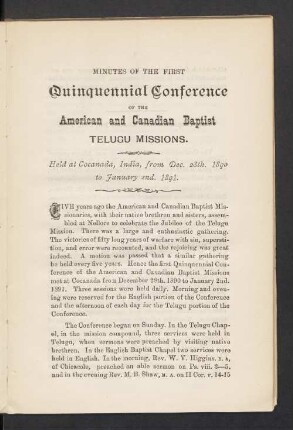 MINUTES OF THE FIRST
Quinquennial Conference
OF THE
American and Canadian Baptist
TELUGU MISSIONS.
Held at Cocanada, India, from Dec. 28th. 1890
to January 2nd. 1891.
FIVE years ago the American and Canadian Baptist Mis-
sionaries, with their native brethren and sisters, assem-
bled at Nellore to celebrate the Jubilee of the Telugu
Mission. There was a large and enthusiastic gathering.
The victories of fifty long years of warfare with sin, supersti-
tion, and error were recounted, and the rejoicing was great
indeed. A motion was passed that a similar gathering
be held every five years. Hence the first Quinquennial Con-
ference of the American and Canadian Baptist Missions
met at Cocanada from December 28th, 1890 to January 2nd.
1891. Three sessions were held daily. Morning and even-
ing were reserved for the English portion of the Conference
and the afternoon of each day for the Telugu portion of the
Conference.
The Conference began on Sunday. In the Telugu Chap-
el, in the mission compound, three services were held in
Telugu, when sermons were preached by visiting native
brethren. In the English Baptist Chapel two services were
held in English. In the morning, Rev. W. V. Higgins,
of Chicacole, preached an able sermon on Ps. viii. 3—5,
and in the evening Rev. M. B. Shaw, M. A. on II Cor. v. 14-15